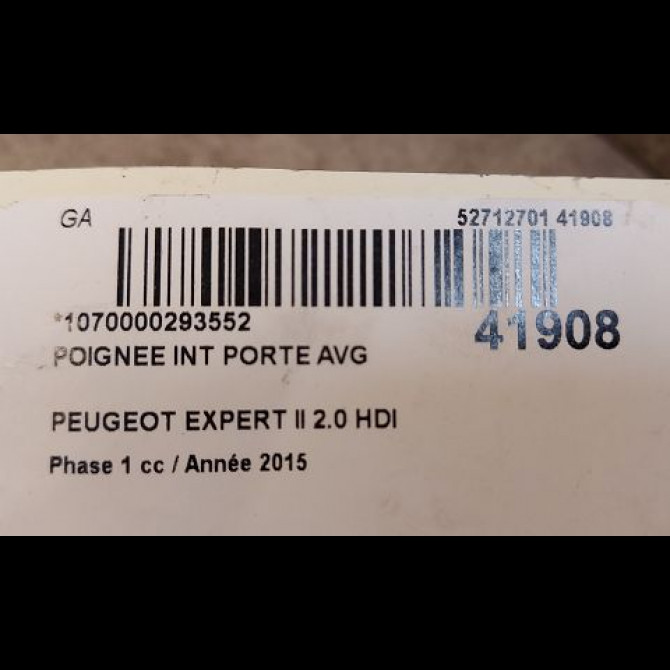 GA
52712701 41908
*1070000293552
41908
POIGNEE INT PORTE AVG
PEUGEOT EXPERT II 2.0 HDI
Phase 1 cc / Année 2015